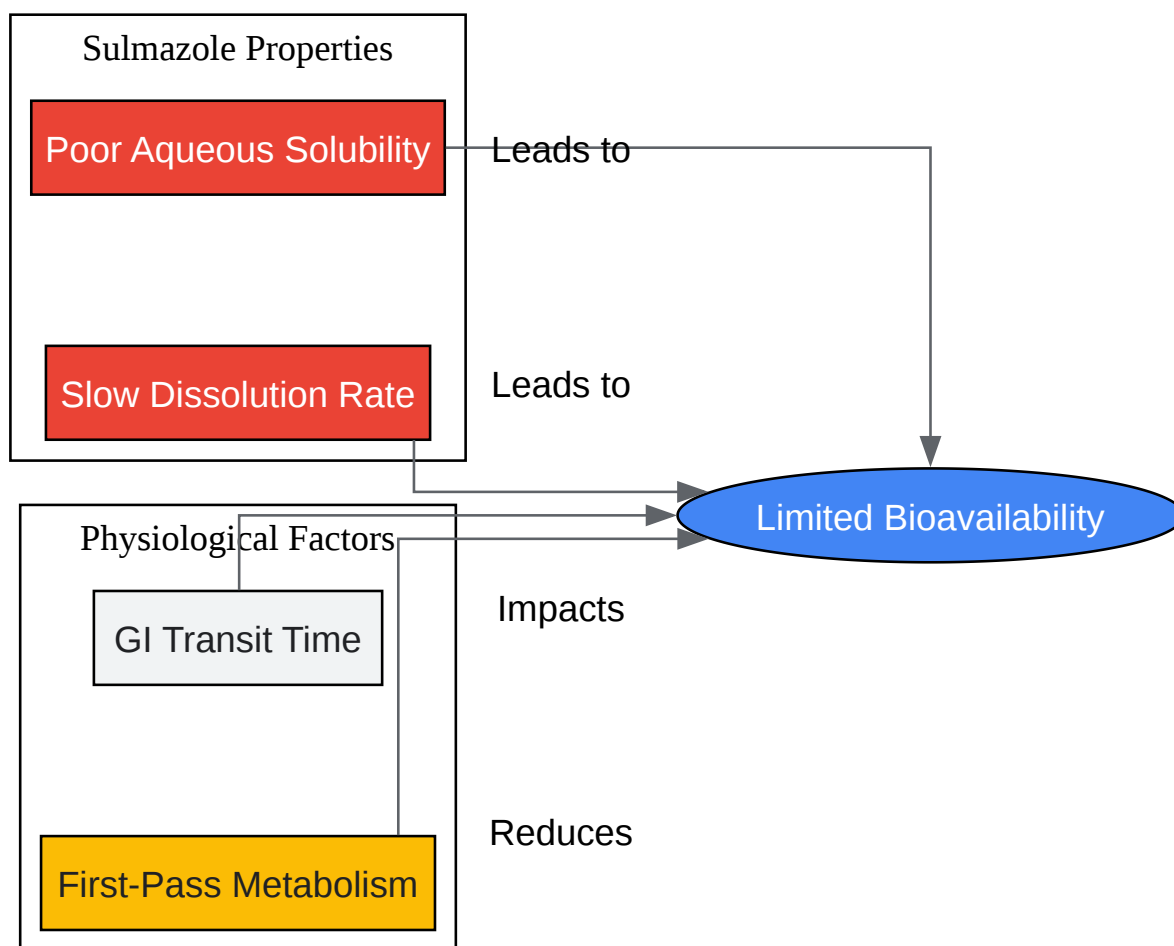 Sulmazole Properties
Poor Aqueous Solubility
Leads to
Slow Dissolution Rate
Leads to
Limited Bioavailability
Physiological Factors
GI Transit Time
Impacts
First-Pass Metabolism
Reduces